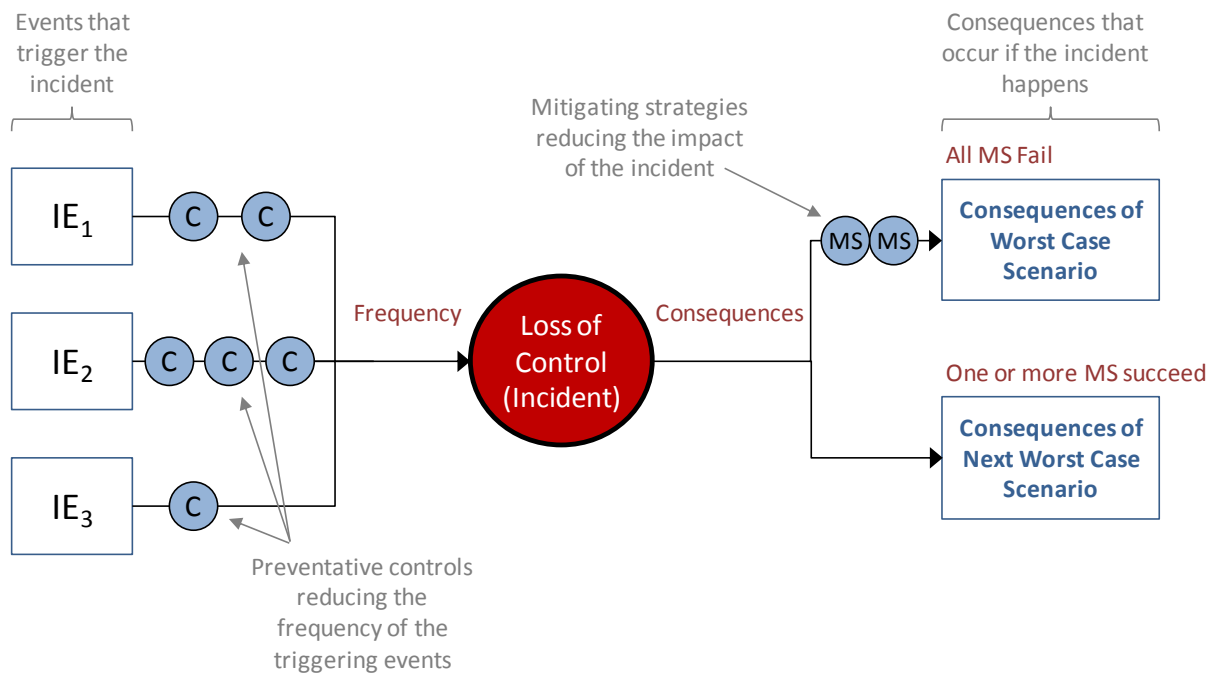 Events that
trigger the
incident
Consequences that
occur if the incident
happens
Mitigating strategies
reducing the impact
of the incident
All MS Fail
IE₁
C
C
MS
MS
Consequences of
Worst Case
Scenario
Frequency
Consequences
IE₂
C
C
C
Loss of
Control
(Incident)
One or more MS succeed
Consequences of
Next Worst Case
Scenario
IE₃
C
Preventative controls
reducing the
frequency of the
triggering events